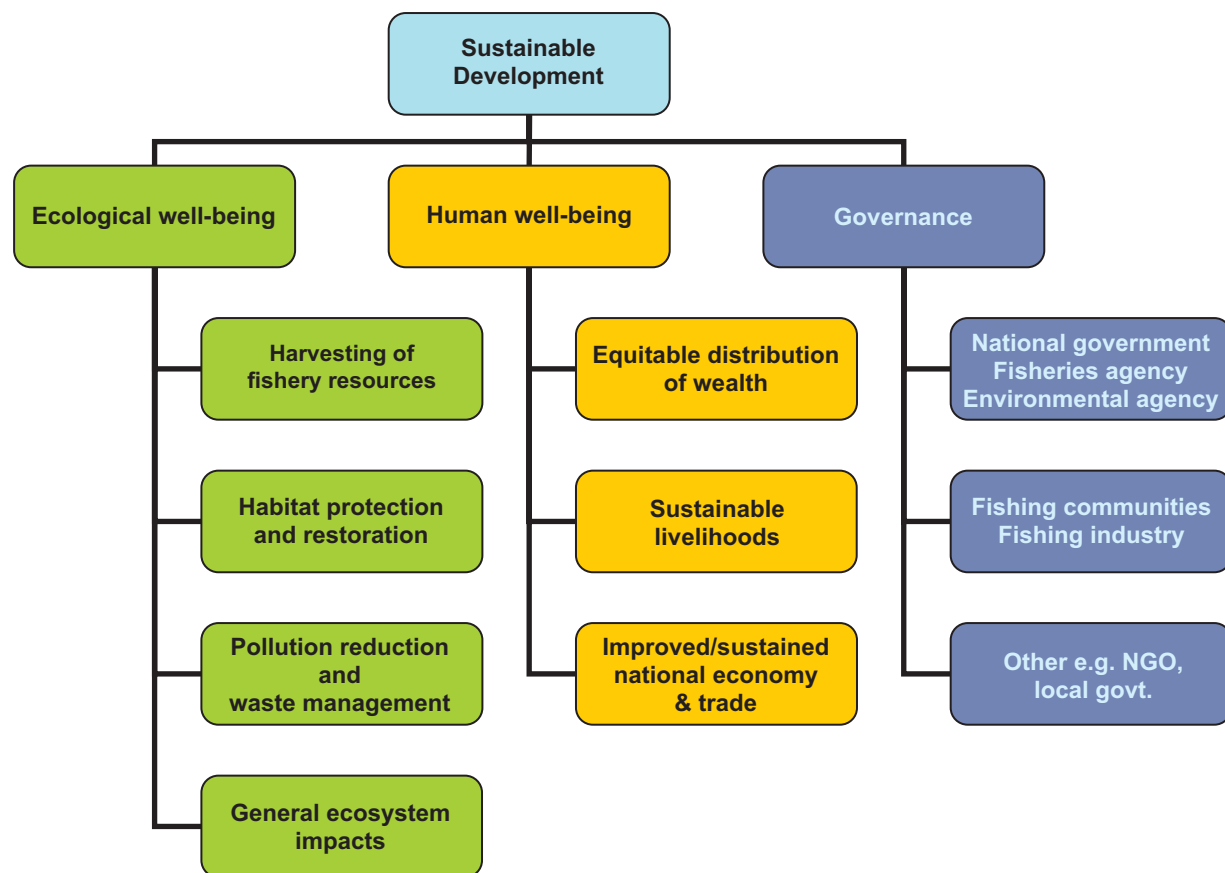 Sustainable
Development
Ecological well-being
Human well-being
Governance
Harvesting of
fishery resources
Equitable distribution
of wealth
National government
Fisheries agency
Environmental agency
Habitat protection
and restoration
Sustainable
livelihoods
Fishing communities
Fishing industry
Pollution reduction
and
waste management
Improved/sustained
national economy
& trade
Other e.g. NGO,
local govt.
General ecosystem
impacts